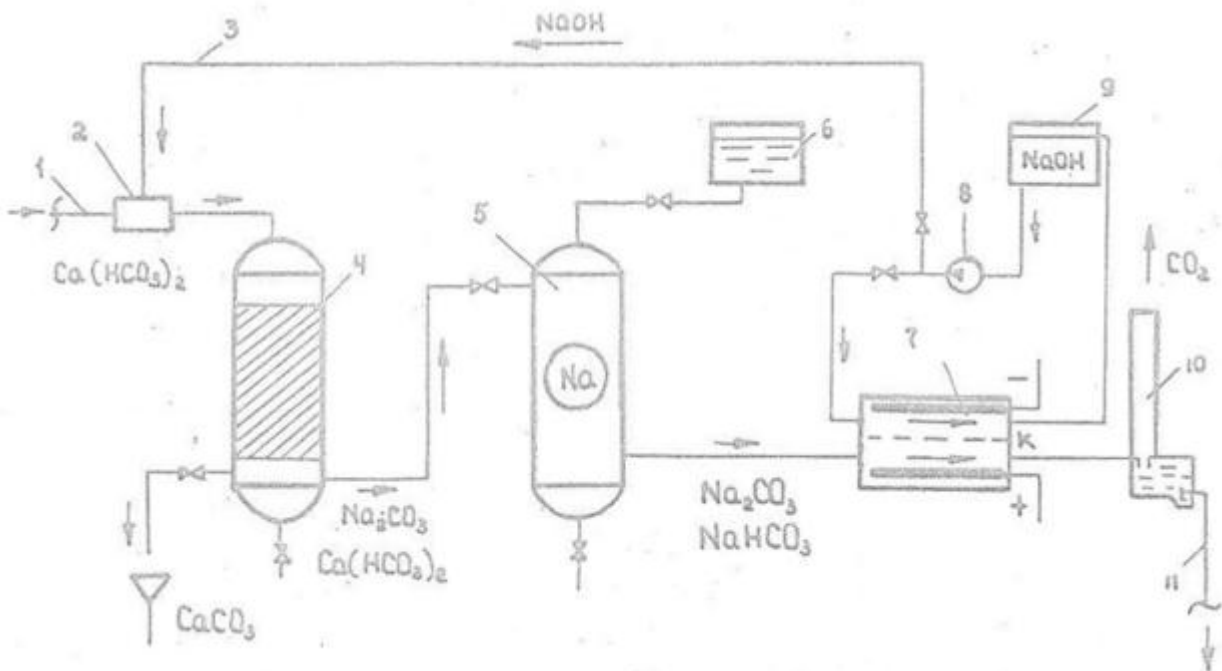 3
NaOH
2
9
6
NaOH
1
8
5
Ca(HCO₃)₂
4
CO₂
7
−
Na
10
K
Na₂CO₃
+
Na₂CO₃
NaHCO₃
Ca(HCO₃)₂
11
CaCO₃